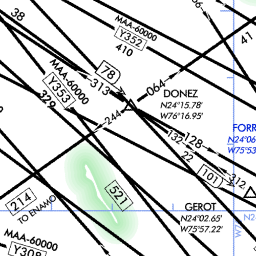 38
MAA-60000
Y352
410
41
78
313
064
MAA-60000
Y353
329
DONEZ
N24°15.78'
W76°16.95'
244
132
128
22
FORR
N24°06
W75°53
101
312
521
214
TO ENAMO
GEROT
N24°02.65'
W75°57.22'
MAA-60000
Y308